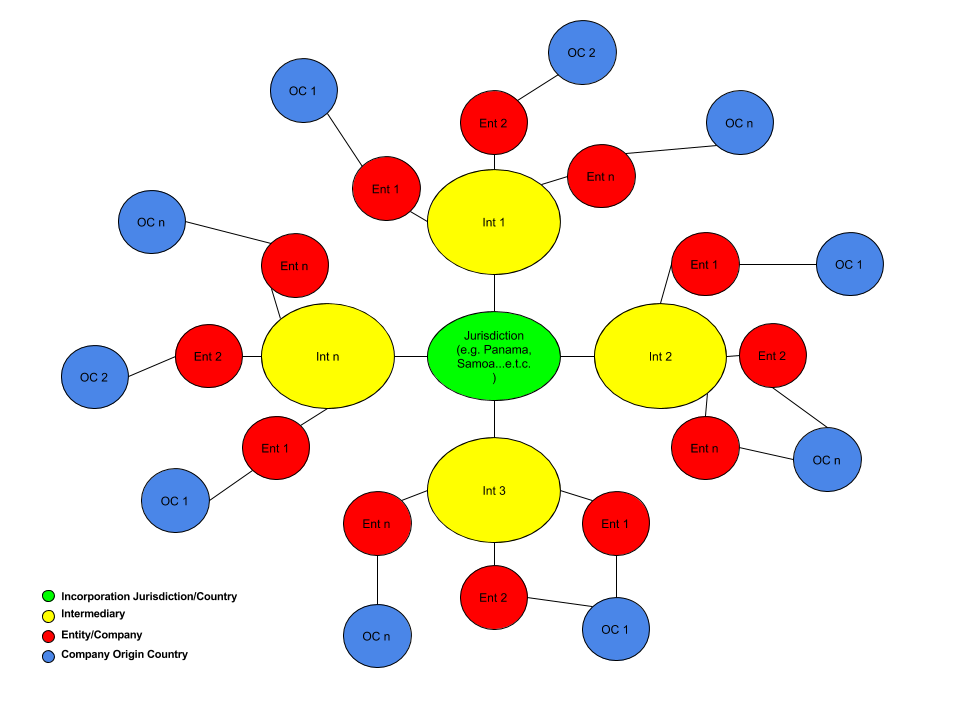 OC 2
OC 1
OC n
Ent 2
Ent 1
Ent n
OC n
Int 1
Ent n
Ent 1
OC 1
Jurisdiction
(e.g. Panama,
Samoa...e.t.c.
)
Ent 2
Int n
Int 2
Ent 2
OC 2
Ent 1
Ent n
OC n
OC 1
Int 3
Ent n
Ent 1
Ent 2
OC n
OC 1
Incorporation Jurisdiction/Country
Intermediary
Entity/Company
Company Origin Country